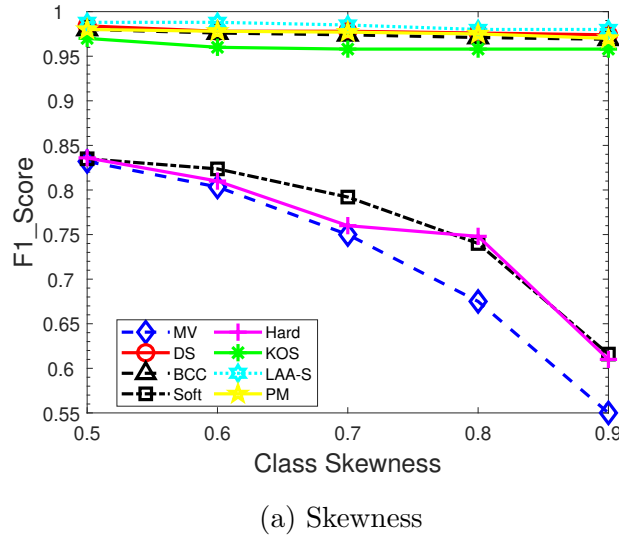 1
0.95
0.9
0.85
0.8
0.75
0.7
0.65
0.6
0.55
F1_Score
MV Hard
DS KOS
BCC LAA-S
Soft PM
0.5 0.6 0.7 0.8 0.9
Class Skewness
(a) Skewness